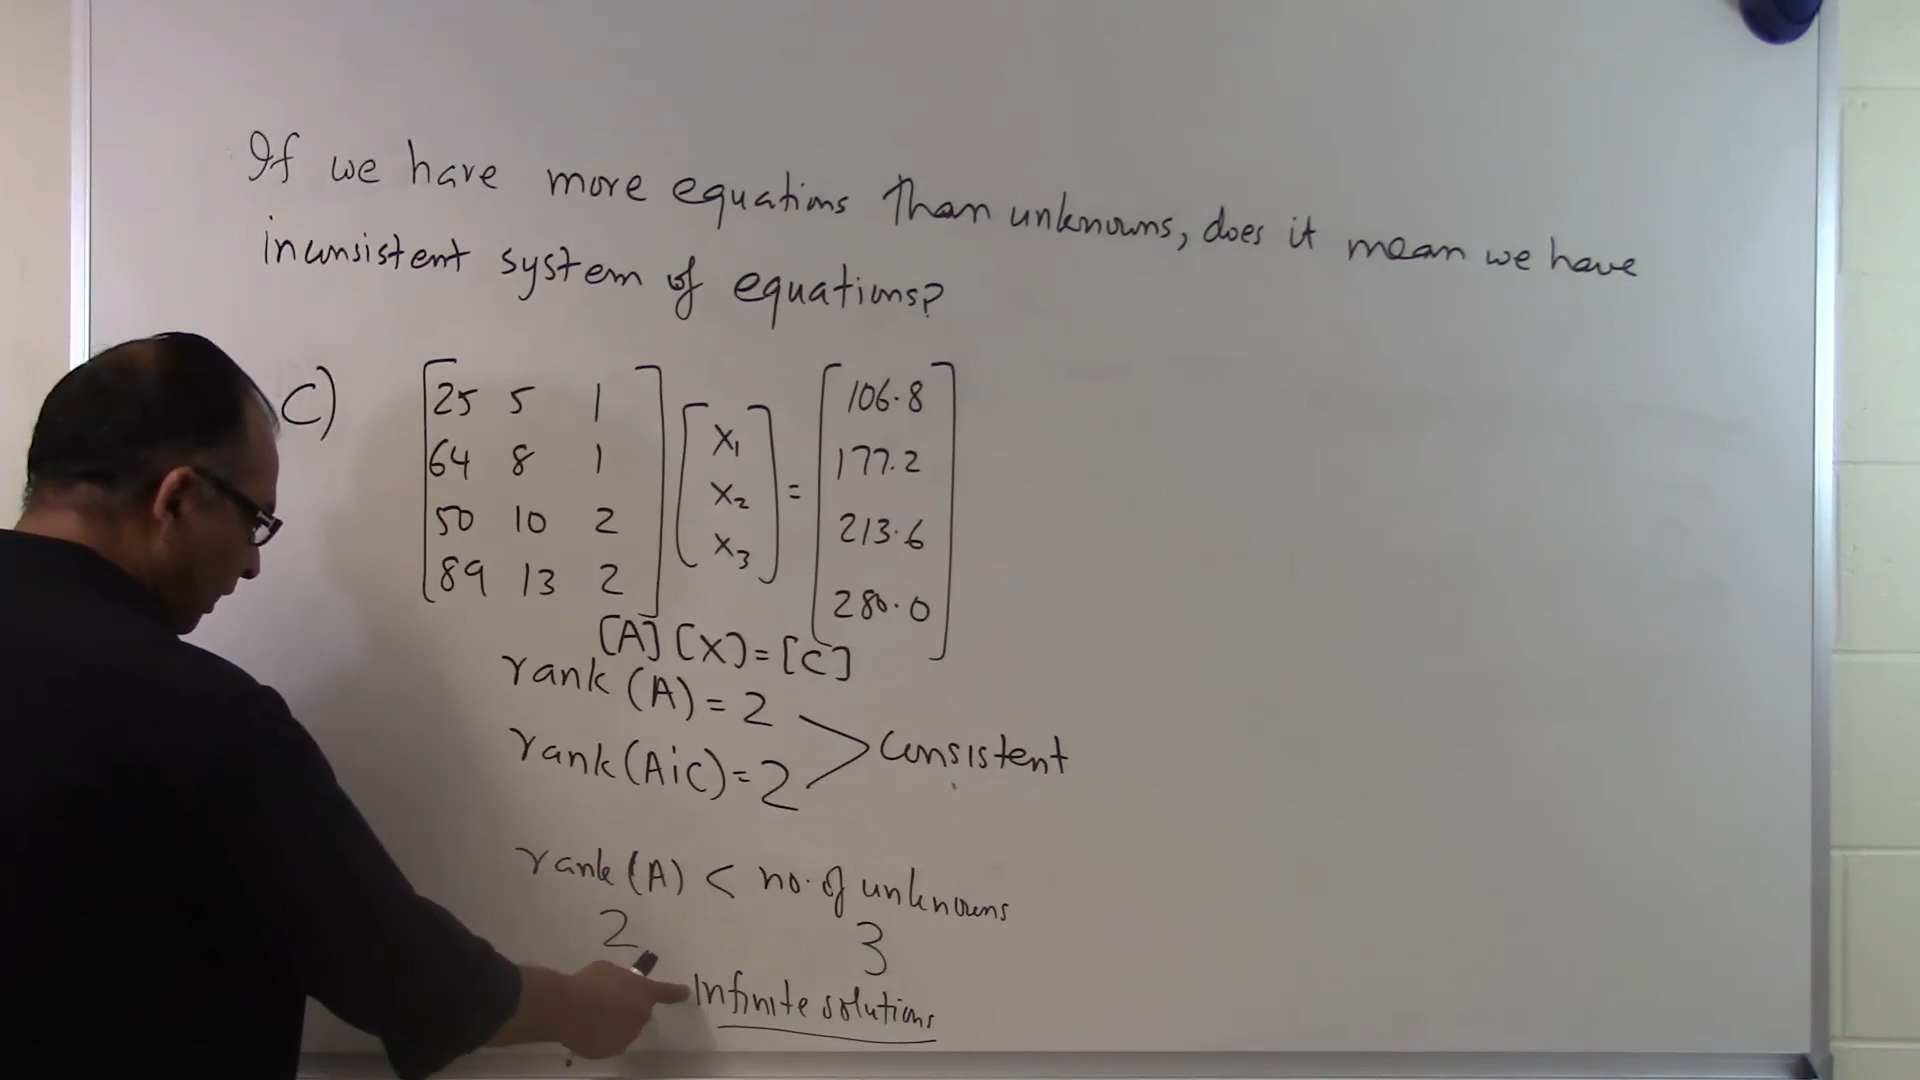 If we have more equations than unknowns, does it mean we have
inconsistent system of equations?
C)
[25 5 1
64 8 1
50 10 2
89 13 2] [x₁
x₂
x₃] = [106.8
177.2
213.6
280.0]
[A] [X] = [C]
rank (A) = 2
rank (A¦C) = 2 > Consistent
rank (A) < no. of unknowns
2 3
Infinite solutions